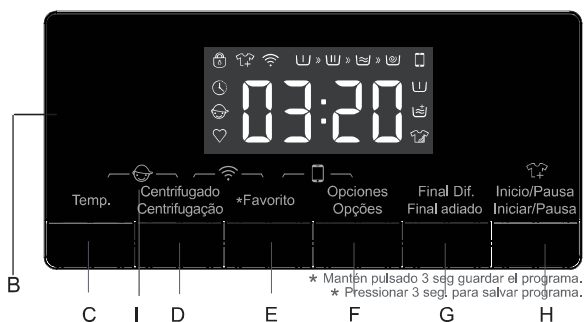 03:20
B
Temp.
Centrifugado
Centrifugação
*Favorito
Opciones
Opções
Final Dif.
Final adiado
Inicio/Pausa
Iniciar/Pausa
* Mantén pulsado 3 seg guardar el programa.
* Pressionar 3 seg. para salvar programa.
C I D E F G H